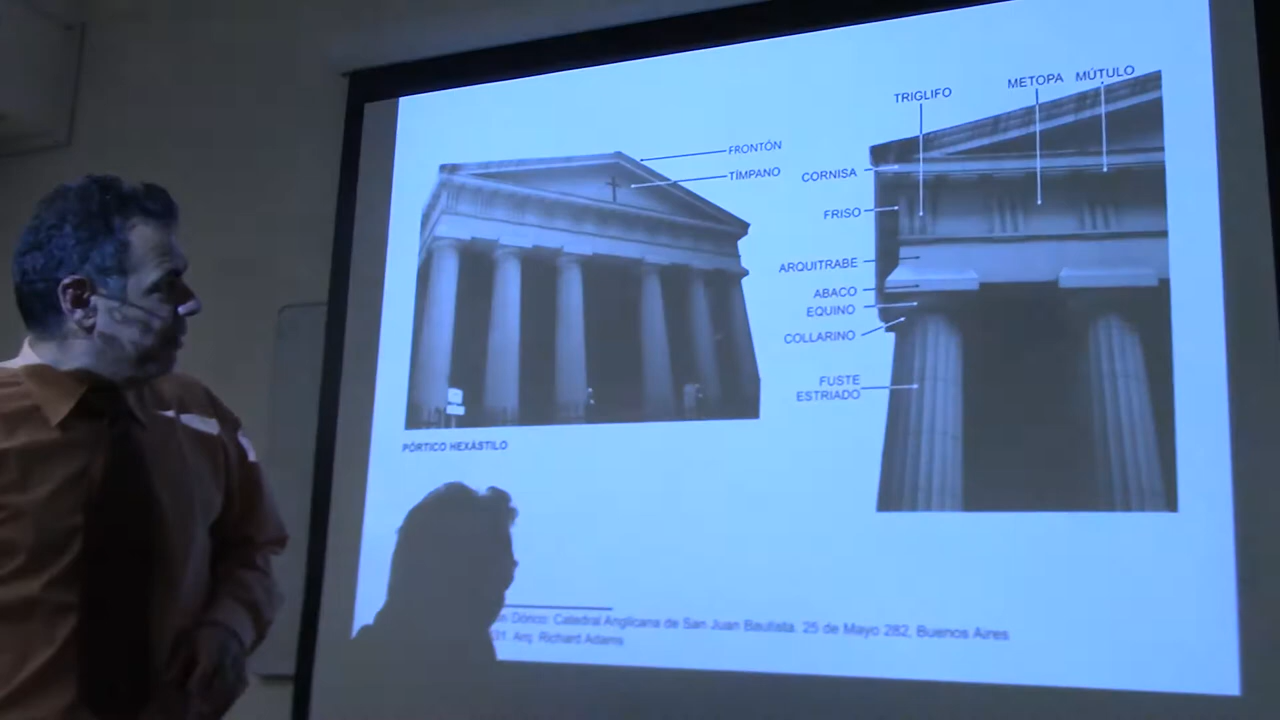 FRONTÓN
TÍMPANO
PÓRTICO HEXÁSTILO
TRIGLIFO
METOPA
MÚTULO
CORNISA
FRISO
ARQUITRABE
ABACO
EQUINO
COLLARINO
FUSTE
ESTRIADO
Dórico: Catedral Anglicana de San Juan Bautista. 25 de Mayo 282, Buenos Aires
Arq Richard Adams